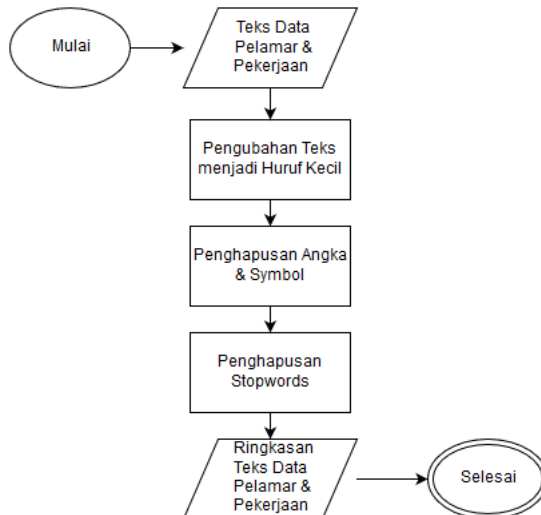 Mulai
Teks Data
Pelamar &
Pekerjaan
Pengubahan Teks
menjadi Huruf Kecil
Penghapusan Angka
& Symbol
Penghapusan
Stopwords
Ringkasan
Teks Data
Pelamar &
Pekerjaan
Selesai